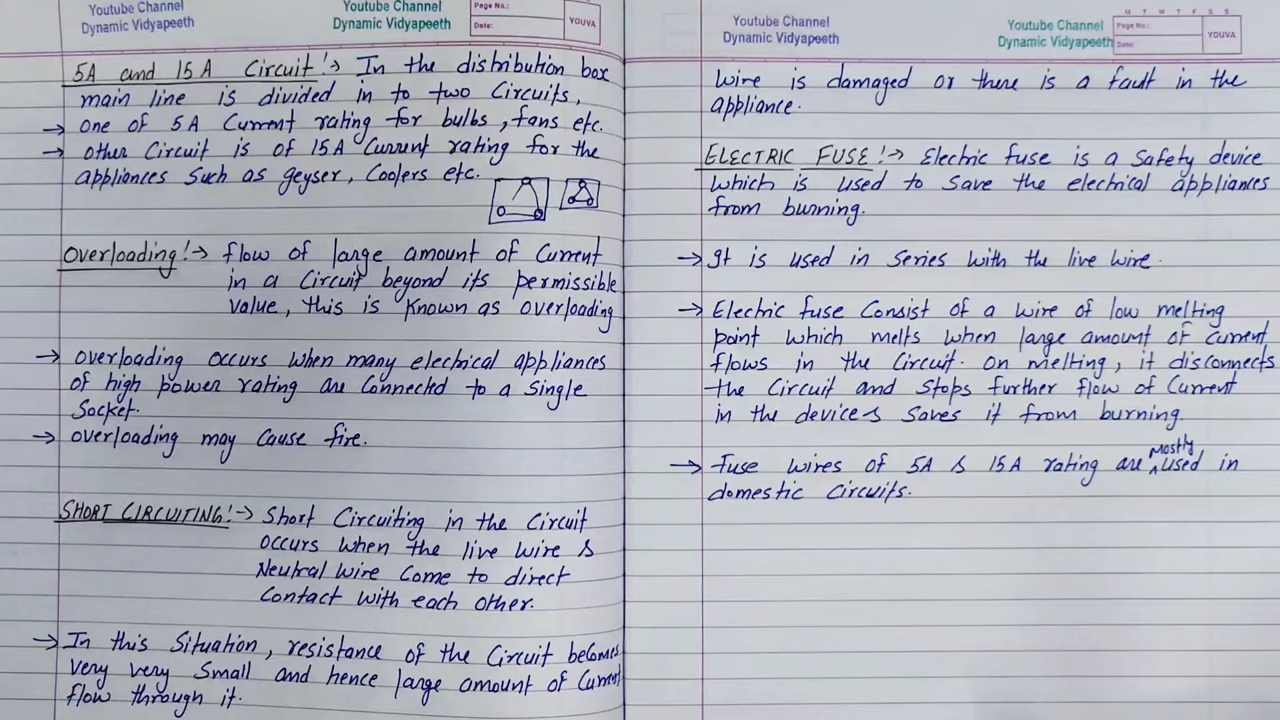 Youtube Channel
Dynamic Vidyapeeth
Youtube Channel
Dynamic Vidyapeeth
Page No.:
Date:
YOUVA
5A and 15A Circuit !→ In the distribution box
main line is divided in to two Circuits,
→ One of 5A Current rating for bulbs, fans etc.
→ Other Circuit is of 15A Current rating for the
appliances Such as geyser, Coolers etc.
Overloading !→ flow of large amount of Current
in a Circuit beyond its permissible
value, this is known as overloading
→ overloading occurs when many electrical appliances
of high power rating are Connected to a Single
Socket.
→ overloading may cause fire.
SHORT CIRCUITING !→ Short Circuiting in the Circuit
occurs when the live wire &
Neutral wire Come to direct
Contact with each other.
→ In this Situation, resistance of the Circuit becomes
very very Small and hence large amount of Current
flow through it.
Youtube Channel
Dynamic Vidyapeeth
Youtube Channel
Dynamic Vidyapeeth
M T W T F S S
Page No.:
Date:
YOUVA
wire is damaged or there is a fault in the
appliance.
ELECTRIC FUSE !→ Electric fuse is a Safety device
which is used to Save the electrical appliances
from burning.
→ It is used in Series with the live wire.
→ Electric fuse Consist of a wire of low melting
point which melts when large amount of current
flows in the Circuit. On melting, it disconnects
the Circuit and Stops further flow of Current
in the device & Saves it from burning.
→ Fuse wires of 5A & 15A rating are mostly used in
domestic Circuits.